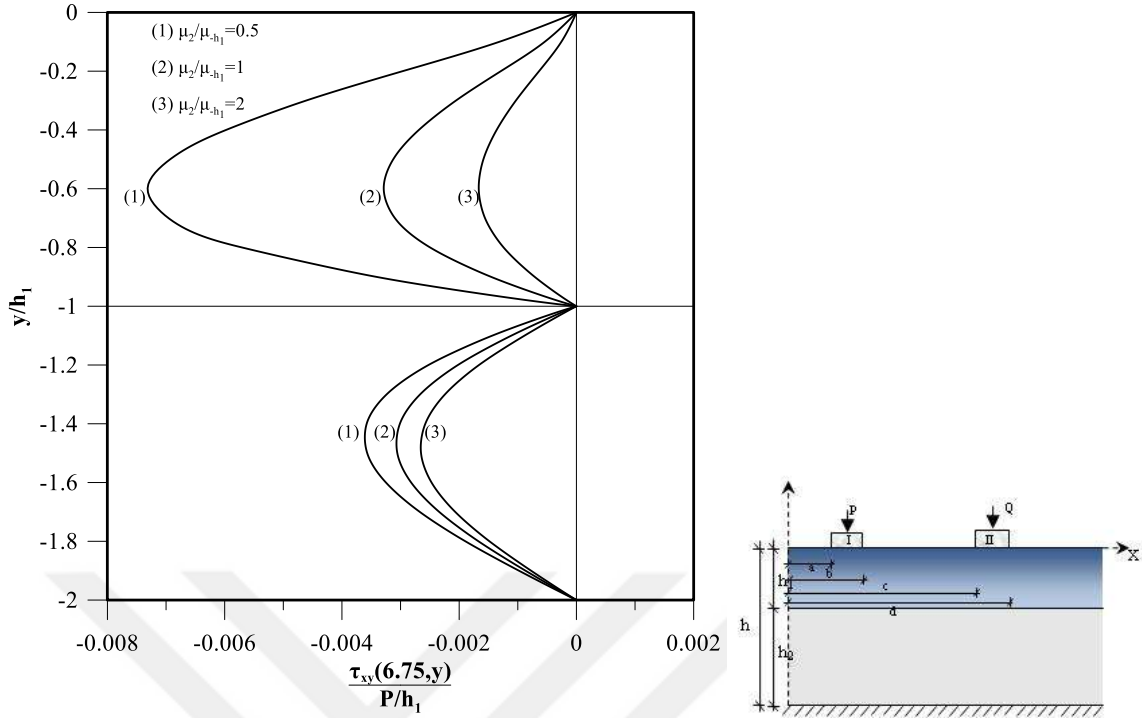 (1) μ₂/μ₋ₕ₁=0.5
(2) μ₂/μ₋ₕ₁=1
(3) μ₂/μ₋ₕ₁=2
0
-0.2
-0.4
-0.6
-0.8
-1
-1.2
-1.4
-1.6
-1.8
-2
y/h₁
(1)
(2)
(3)
(1)
(2)
(3)
-0.008
-0.006
-0.004
-0.002
0
0.002
τxy(6.75,y)
P/h₁
P
Q
I
II
X
a
b
h₁
c
d
h
h₂